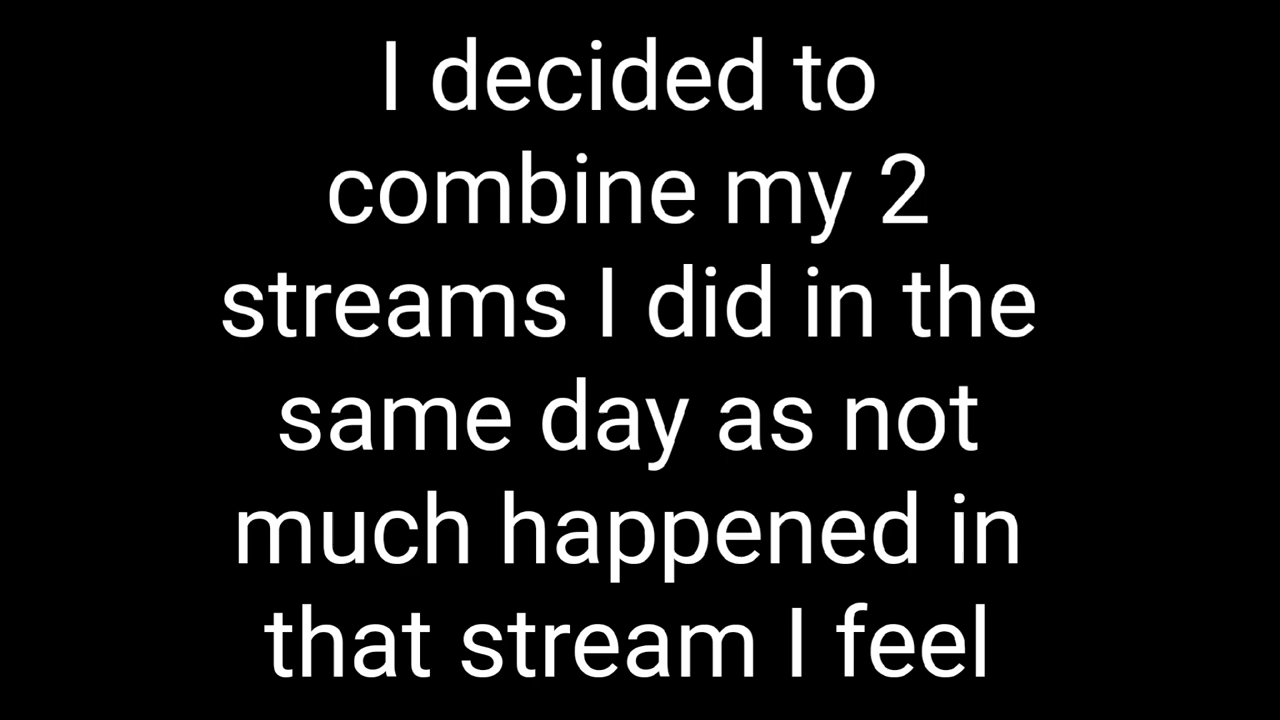 I decided to
combine my 2
streams I did in the
same day as not
much happened in
that stream I feel